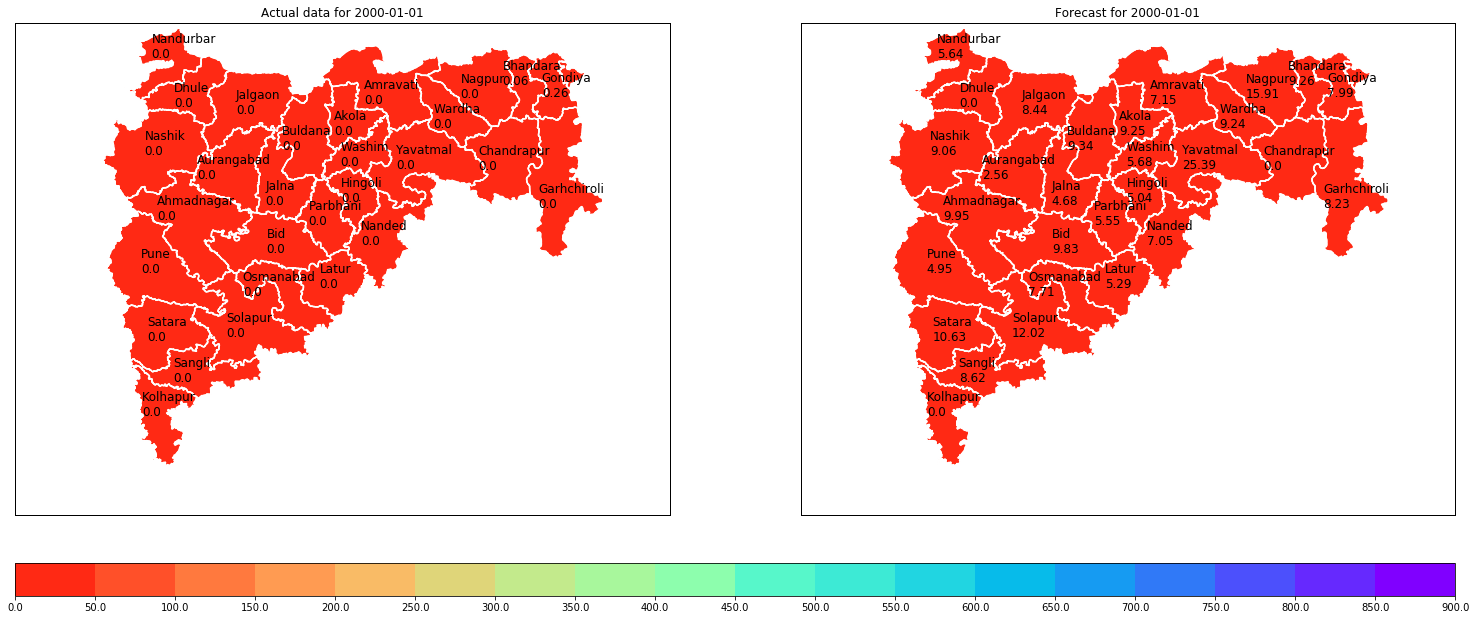 Actual data for 2000-01-01
Nandurbar
0.0
Dhule
0.0
Jalgaon
0.0
Amravati
0.0
Nagpur
0.0
Bhandara
0.06
Gondiya
0.26
Wardha
0.0
Akola
0.0
Buldana
0.0
Nashik
0.0
Washim
0.0
Yavatmal
0.0
Chandrapur
0.0
Aurangabad
0.0
Jalna
0.0
Hingoli
0.0
Garhchiroli
0.0
Ahmadnagar
0.0
Parbhani
0.0
Nanded
0.0
Bid
0.0
Pune
0.0
Osmanabad
0.0
Latur
0.0
Satara
0.0
Solapur
0.0
Sangli
0.0
Kolhapur
0.0
Forecast for 2000-01-01
Nandurbar
5.64
Dhule
0.0
Jalgaon
8.44
Amravati
7.15
Nagpur
15.91
Bhandara
9.26
Gondiya
7.99
Wardha
9.24
Akola
9.25
Buldana
9.34
Nashik
9.06
Washim
5.68
Yavatmal
25.39
Chandrapur
0.0
Aurangabad
2.56
Jalna
4.68
Hingoli
5.04
Garhchiroli
8.23
Ahmadnagar
9.95
Parbhani
5.55
Nanded
7.05
Bid
9.83
Pune
4.95
Osmanabad
7.71
Latur
5.29
Satara
10.63
Solapur
12.02
Sangli
8.62
Kolhapur
0.0
0.0 50.0 100.0 150.0 200.0 250.0 300.0 350.0 400.0 450.0 500.0 550.0 600.0 650.0 700.0 750.0 800.0 850.0 900.0